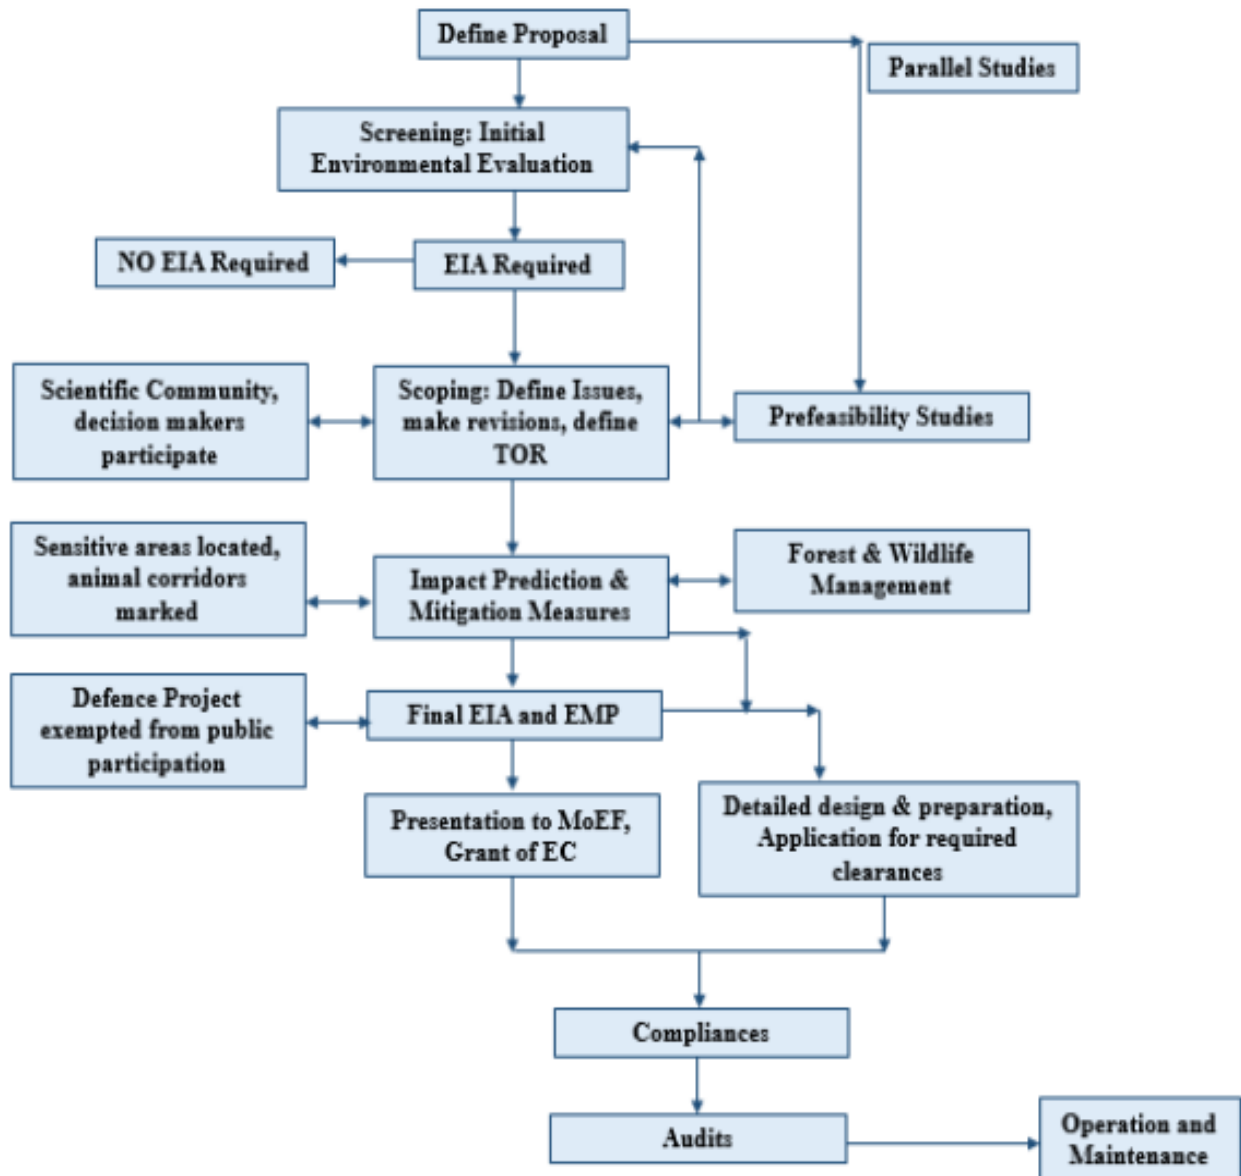 Define Proposal
Parallel Studies
Screening: Initial
Environmental Evaluation
NO EIA Required
EIA Required
Scientific Community,
decision makers
participate
Scoping: Define Issues,
make revisions, define
TOR
Prefeasibility Studies
Sensitive areas located,
animal corridors
marked
Impact Prediction &
Mitigation Measures
Forest & Wildlife
Management
Defence Project
exempted from public
participation
Final EIA and EMP
Presentation to MoEF,
Grant of EC
Detailed design & preparation,
Application for required
clearances
Compliances
Audits
Operation and
Maintenance